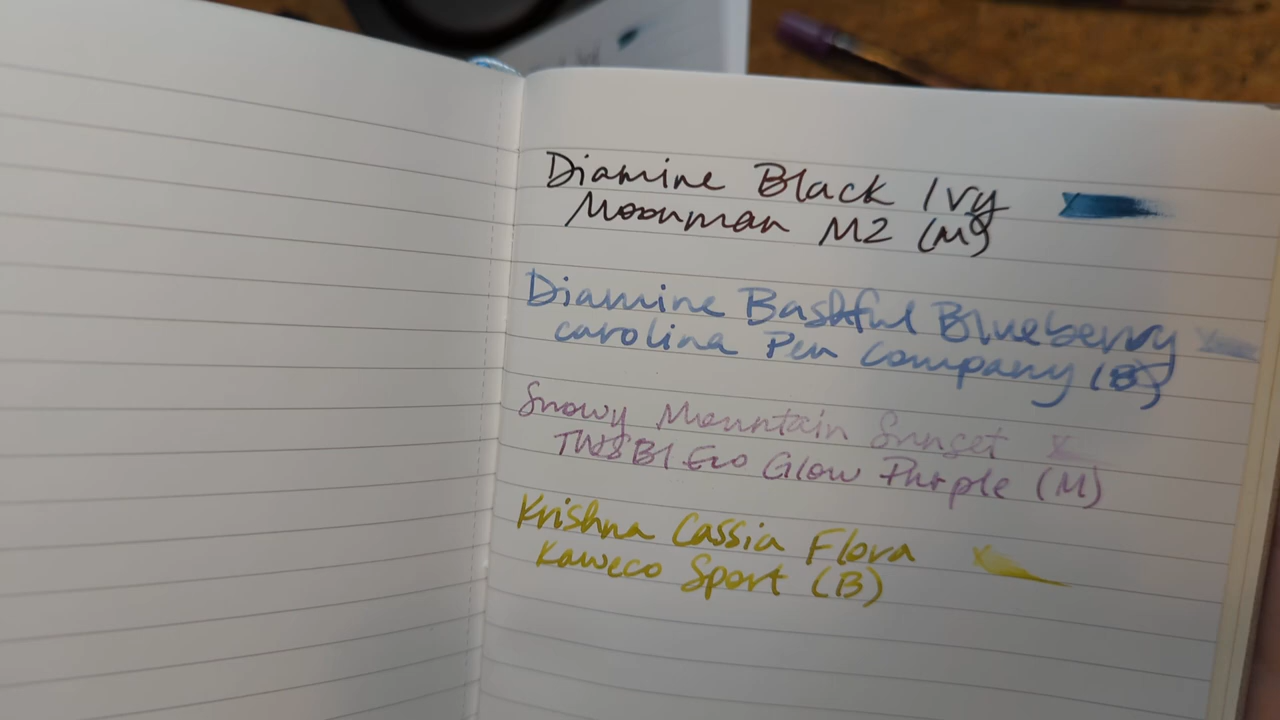 Diamine Black Ivy
Moonman M2 (M)
Diamine Bashful Blueberry
Carolina Pen Company (B)
Snowy Mountain Sunset
TWSBI Eco Glow Purple (M)
Krishna Cassia Flora
Kaweco Sport (B)